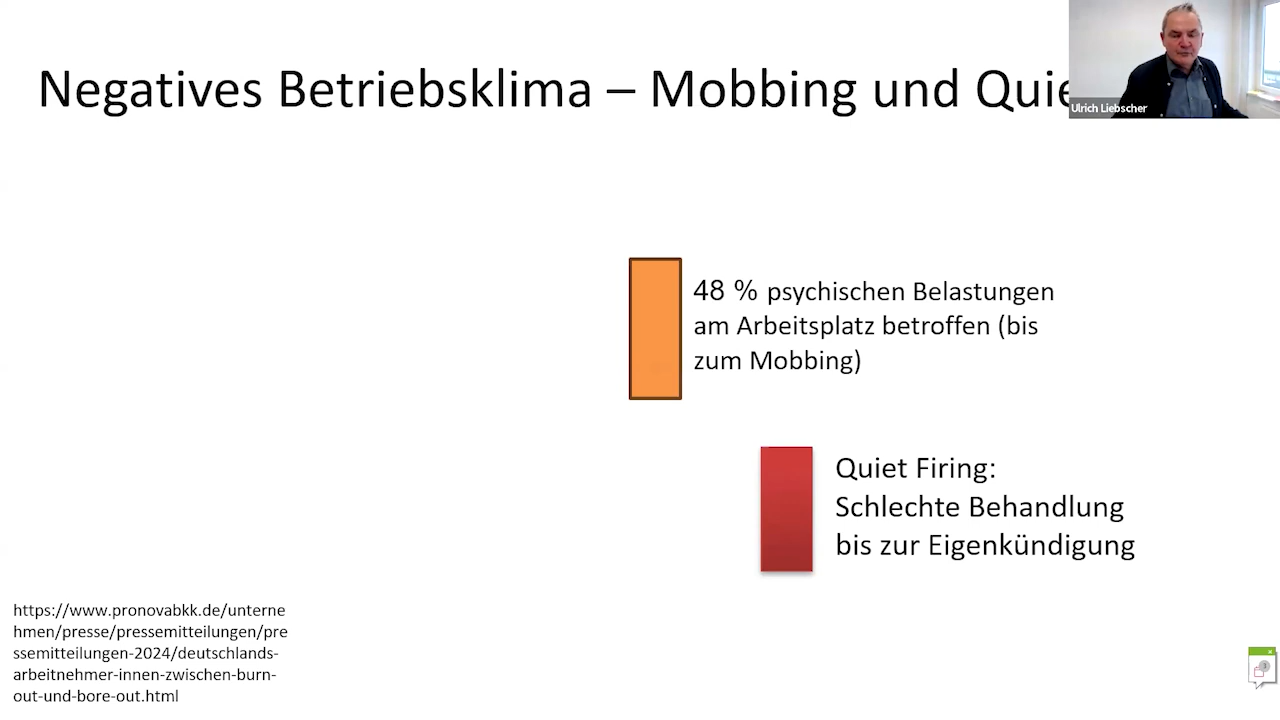 Negatives Betriebsklima – Mobbing und Quie
Ulrich Liebscher
48 % psychischen Belastungen
am Arbeitsplatz betroffen (bis
zum Mobbing)
Quiet Firing:
Schlechte Behandlung
bis zur Eigenkündigung
https://www.pronovabkk.de/unterne
hmen/presse/pressemitteilungen/pre
ssemitteilungen-2024/deutschlands-
arbeitnehmer-innen-zwischen-burn-
out-und-bore-out.html